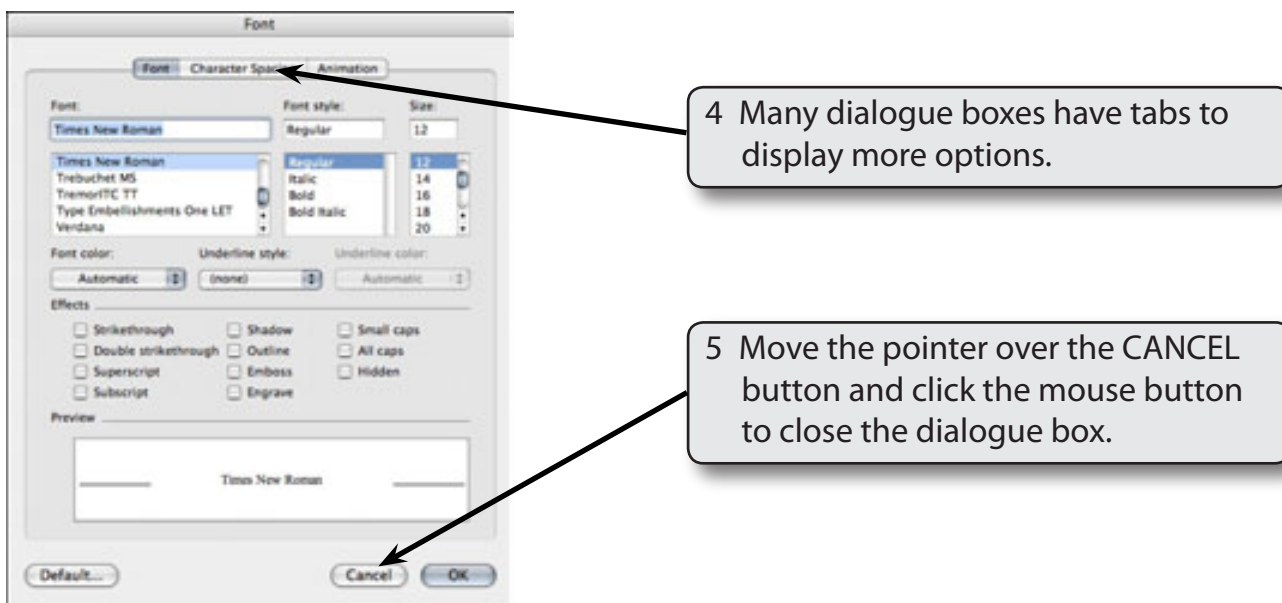 Font
Font Character Spacing Animation
Font: Font style: Size:
Times New Roman Regular 12
Times New Roman Regular 12
Trebuchet MS Italic 14
TremorITC TT Bold 16
Type Embellishments One LET Bold Italic 18
Verdana 20
Font color: Underline style: Underline color:
Automatic (none) Automatic
Effects
Strikethrough Shadow Small caps
Double strikethrough Outline All caps
Superscript Emboss Hidden
Subscript Engrave
Preview
Times New Roman
Default... Cancel OK
4 Many dialogue boxes have tabs to
display more options.
5 Move the pointer over the CANCEL
button and click the mouse button
to close the dialogue box.